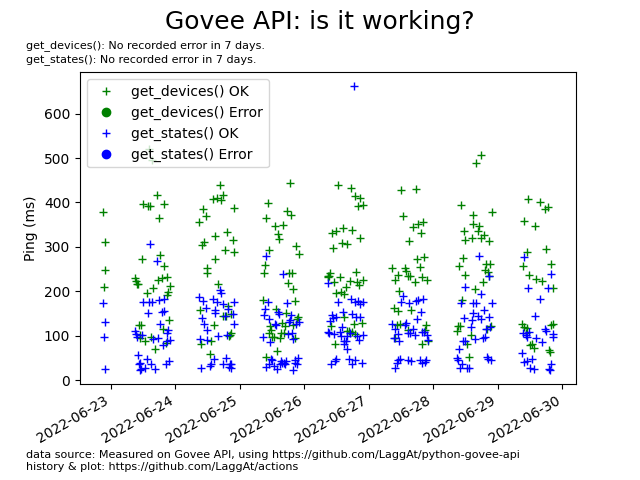 Govee API: is it working?
get_devices(): No recorded error in 7 days.
get_states(): No recorded error in 7 days.
get_devices() OK
get_devices() Error
get_states() OK
get_states() Error
Ping (ms)
600
500
400
300
200
100
0
2022-06-23
2022-06-24
2022-06-25
2022-06-26
2022-06-27
2022-06-28
2022-06-29
2022-06-30
data source: Measured on Govee API, using https://github.com/LaggAt/python-govee-api
history & plot: https://github.com/LaggAt/actions